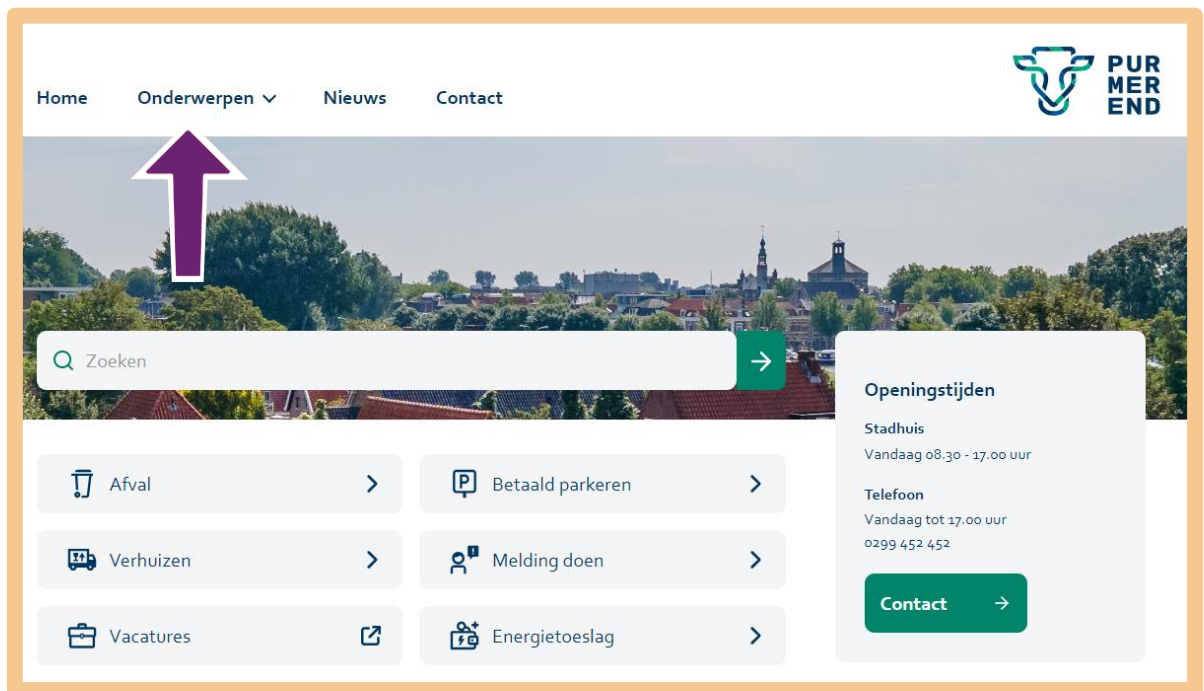 Home Onderwerpen Nieuws Contact
PUR
MER
END
Zoeken
Afval
Betaald parkeren
Verhuizen
Melding doen
Vacatures
Energietoeslag
Openingstijden
Stadhuis
Vandaag 08.30 - 17.00 uur
Telefoon
Vandaag tot 17.00 uur
0299 452 452
Contact